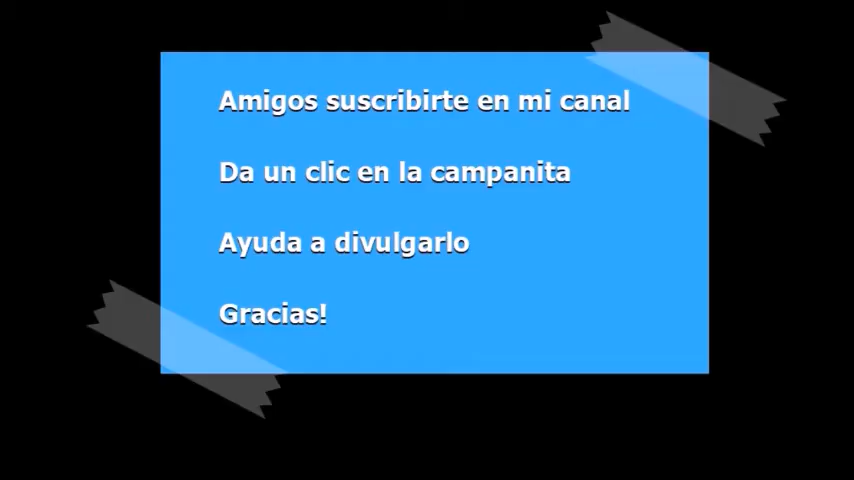 Amigos suscribirte en mi canal
Da un clic en la campanita
Ayuda a divulgarlo
Gracias!